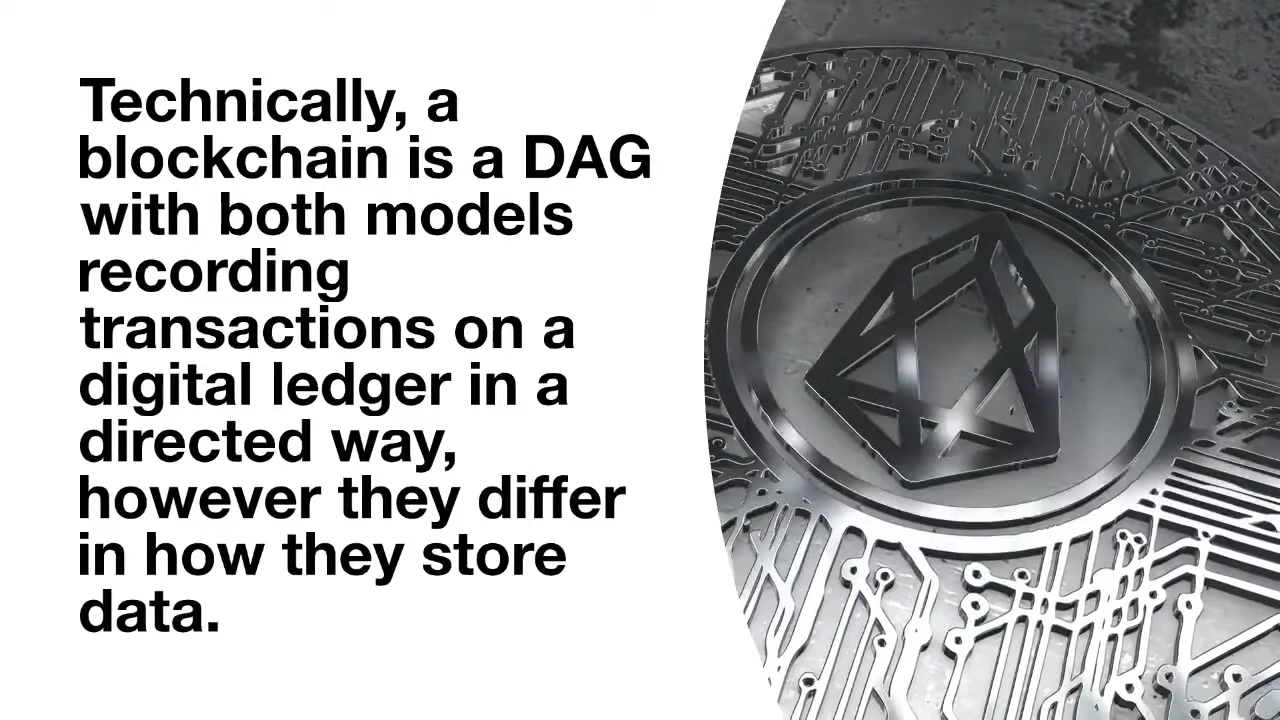 Technically, a
blockchain is a DAG
with both models
recording
transactions on a
digital ledger in a
directed way,
however they differ
in how they store
data.